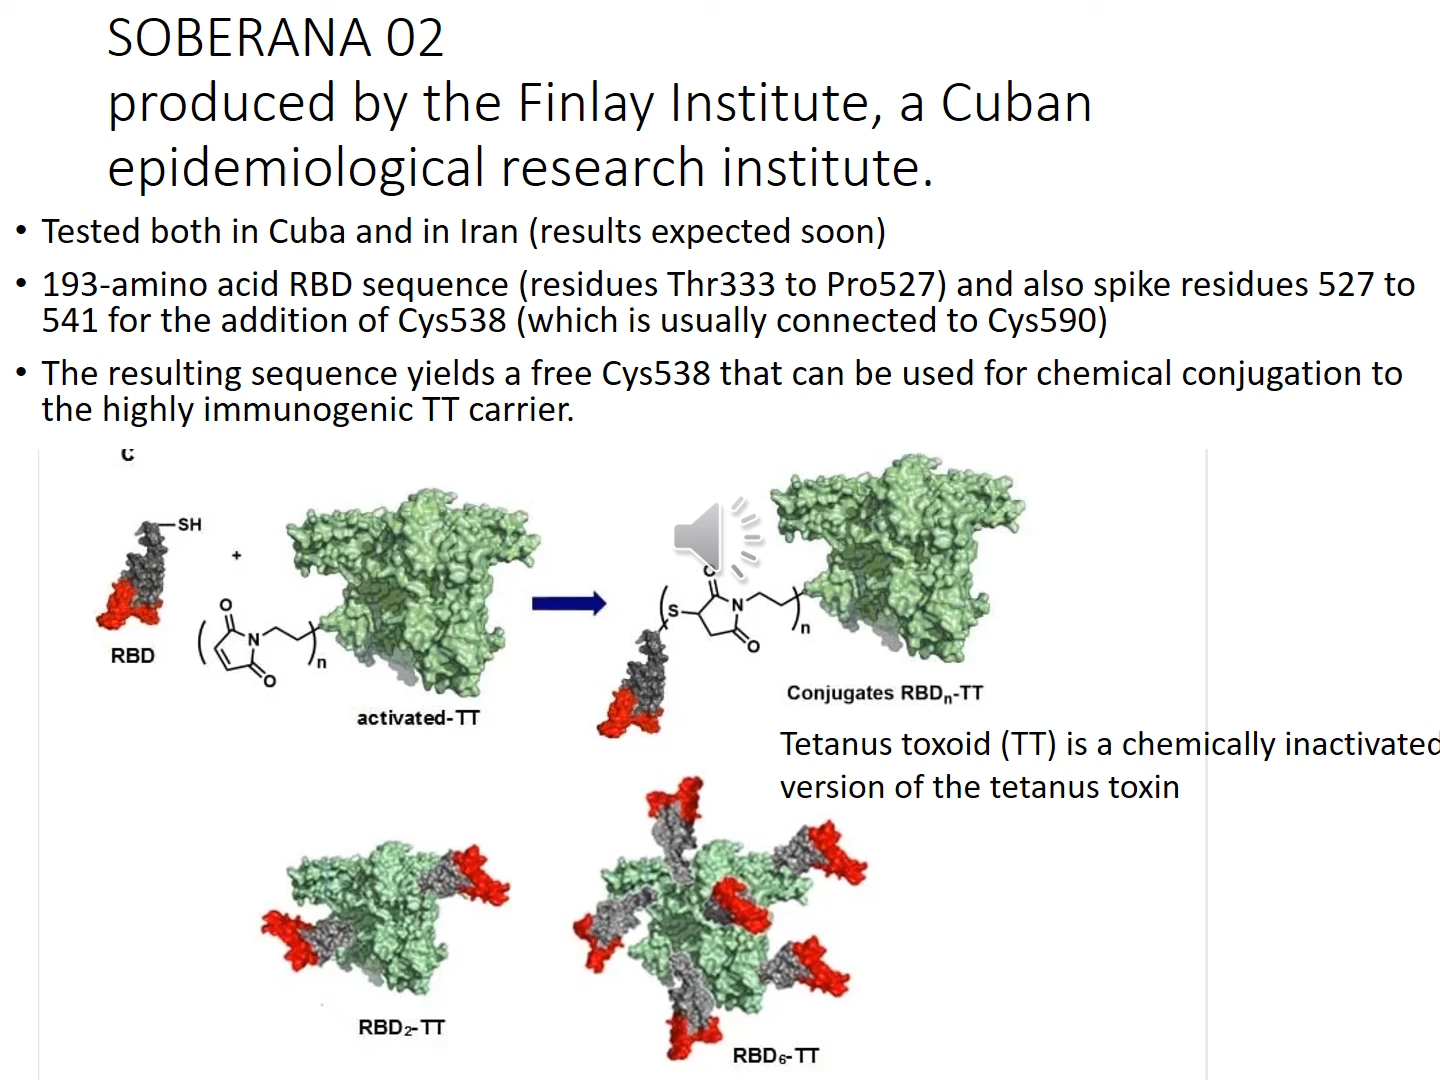 SOBERANA 02
produced by the Finlay Institute, a Cuban
epidemiological research institute.
• Tested both in Cuba and in Iran (results expected soon)
• 193-amino acid RBD sequence (residues Thr333 to Pro527) and also spike residues 527 to
541 for the addition of Cys538 (which is usually connected to Cys590)
• The resulting sequence yields a free Cys538 that can be used for chemical conjugation to
the highly immunogenic TT carrier.
C
SH
+
O
N
O
n
RBD
activated-TT
O
S
N
O
n
Conjugates RBDn-TT
Tetanus toxoid (TT) is a chemically inactivated
version of the tetanus toxin
RBD2-TT
RBD6-TT